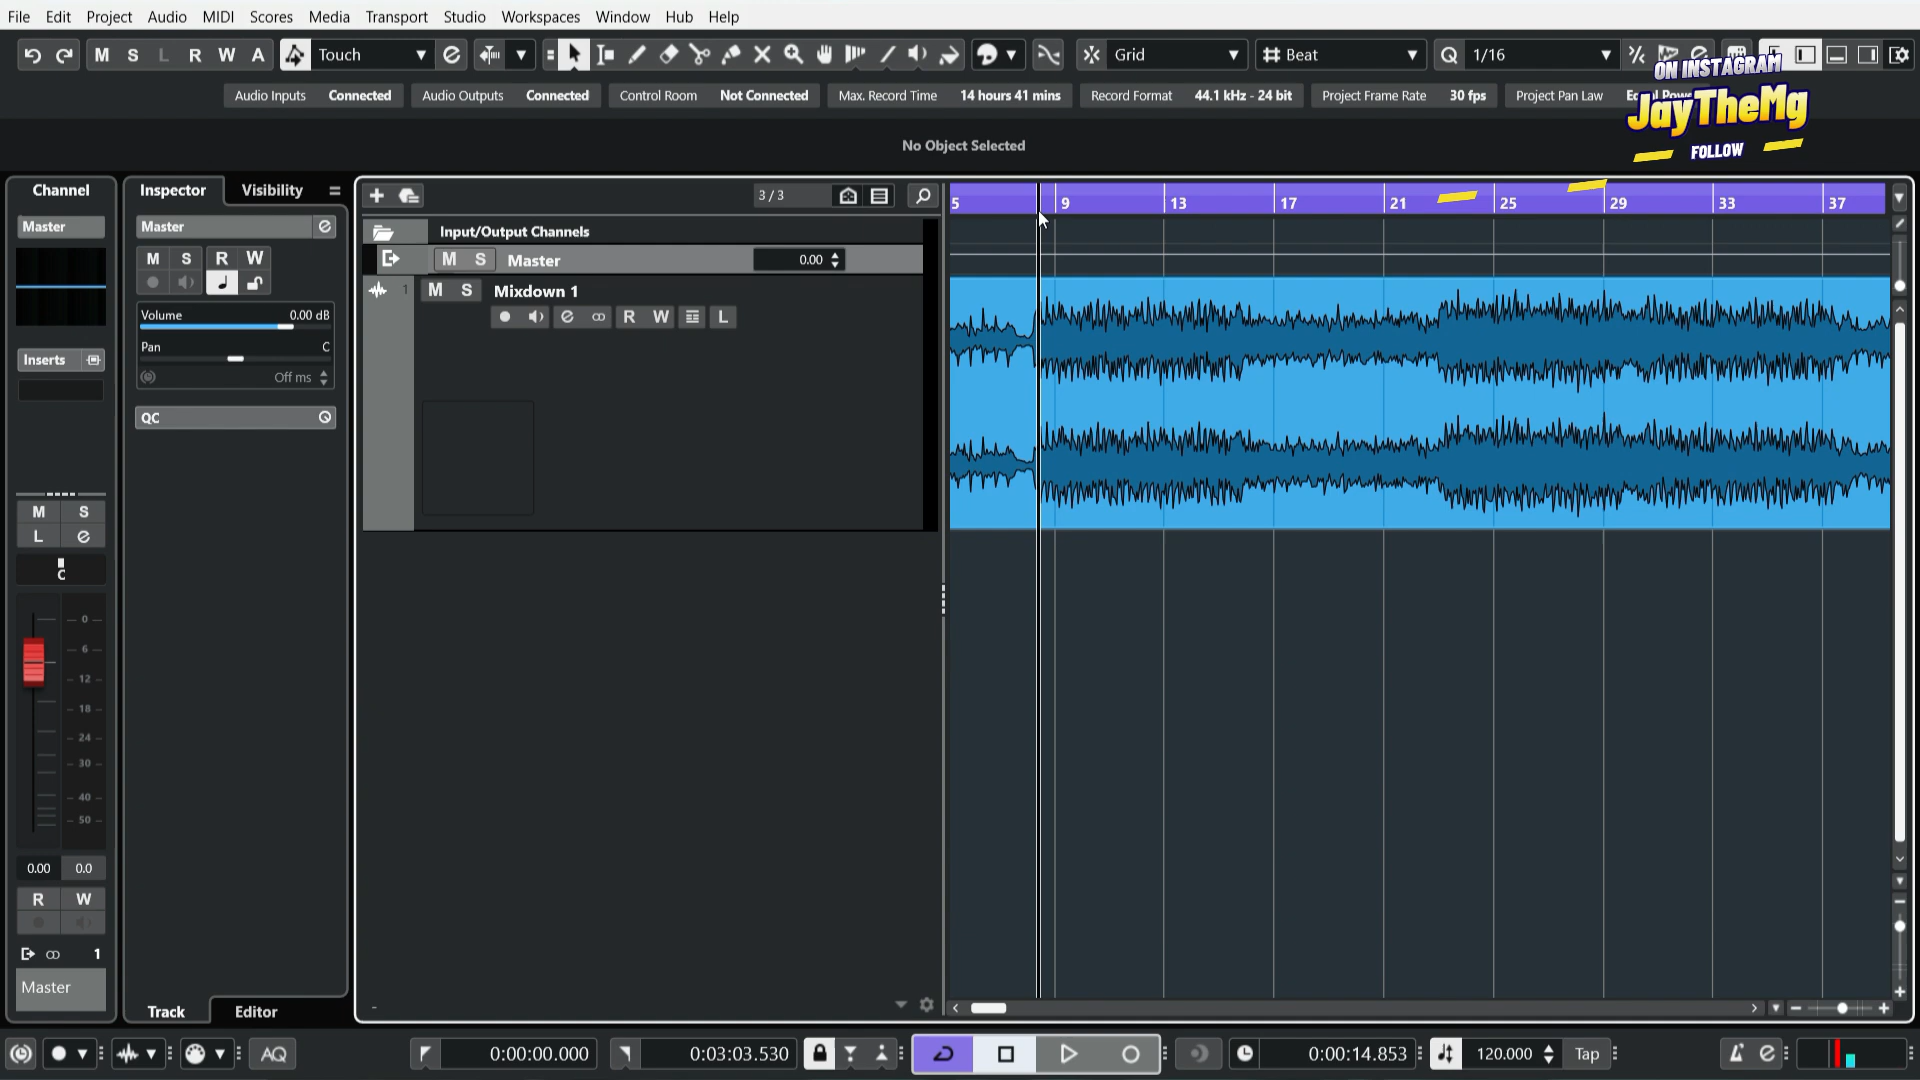 File Edit Project Audio MIDI Scores Media Transport Studio Workspaces Window Hub Help
M S L R W A Touch Grid Beat Q 1/16
ON INSTAGRAM
JayTheMg
FOLLOW
Audio Inputs Connected Audio Outputs Connected Control Room Not Connected Max. Record Time 14 hours 41 mins Record Format 44.1 kHz - 24 bit Project Frame Rate 30 fps Project Pan Law
No Object Selected
Channel Inspector Visibility 3 / 3 5 9 13 17 21 25 29 33 37
Master Master Input/Output Channels
M S R W M S Master 0.00
1 M S Mixdown 1
Volume 0.00 dB R W L
Pan C
Inserts
Off ms
QC
M S
L e
C
0
6
12
18
24
30
40
50
0.00 0.0
R W
1
Master
Track Editor
AQ 0:00:00.000 0:03:03.530 0:00:14.853 120.000 Tap